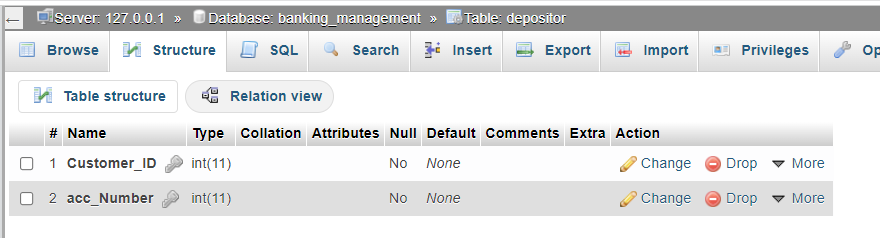 ← Server: 127.0.0.1 » Database: banking_management » Table: depositor
Browse Structure SQL Search Insert Export Import Privileges Op
Table structure Relation view
# Name Type Collation Attributes Null Default Comments Extra Action
1 Customer_ID int(11) No None Change Drop More
2 acc_Number int(11) No None Change Drop More